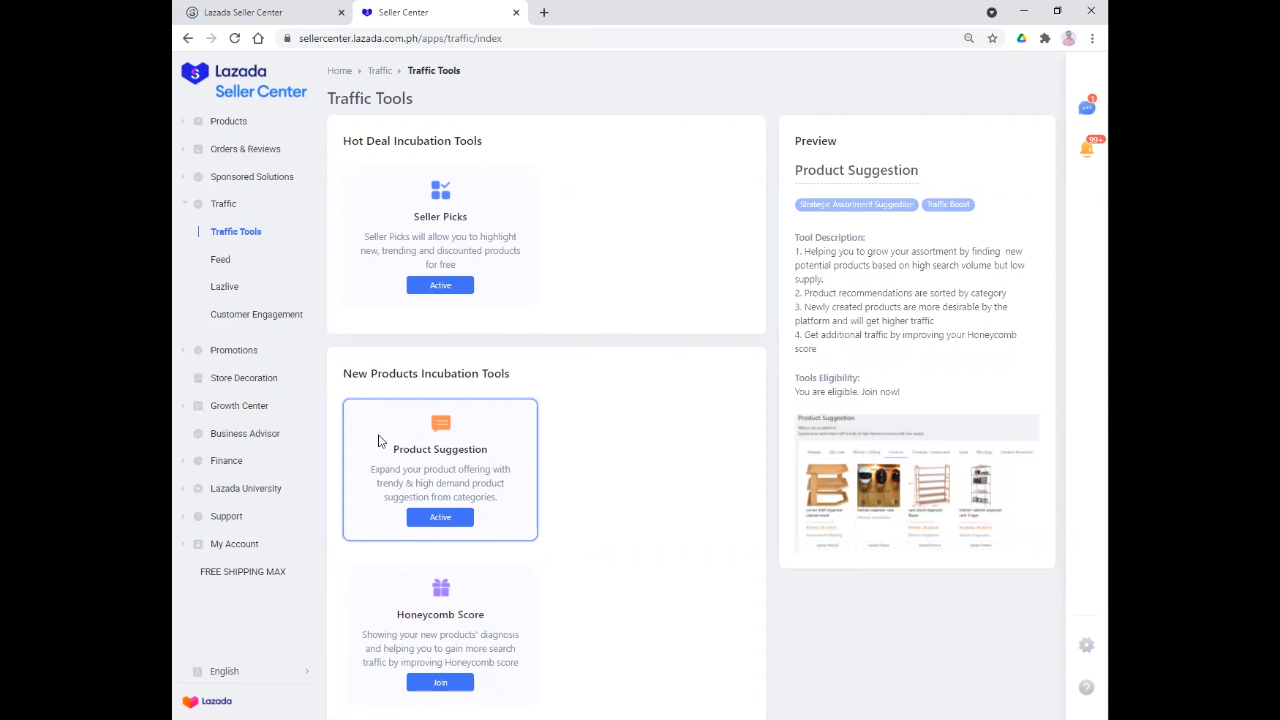 Lazada Seller Center
Seller Center
sellercenter.lazada.com.ph/apps/traffic/index
Lazada
Seller Center
Products
Orders & Reviews
Sponsored Solutions
Traffic
Traffic Tools
Feed
Lazlive
Customer Engagement
Promotions
Store Decoration
Growth Center
Business Advisor
Finance
Lazada University
Support
My Account
FREE SHIPPING MAX
English
Lazada
Home Traffic Traffic Tools
Traffic Tools
Hot Deal Incubation Tools
Seller Picks
Seller Picks will allow you to highlight
new, trending and discounted products
for free
Active
New Products Incubation Tools
Product Suggestion
Expand your product offering with
trendy & high demand product
suggestion from categories.
Active
Honeycomb Score
Showing your new products' diagnosis
and helping you to gain more search
traffic by improving Honeycomb score
Join
Preview
Product Suggestion
Strategic Assortment Suggestion Traffic Boost
Tool Description:
1. Helping you to grow your assortment by finding new
potential products based on high search volume but low
supply.
2. Product recommendations are sorted by category
3. Newly created products are more desirable by the
platform and will get higher traffic
4. Get additional traffic by improving your Honeycomb
score
Tools Eligibility:
You are eligible. Join now!
Product Suggestion
1
99+